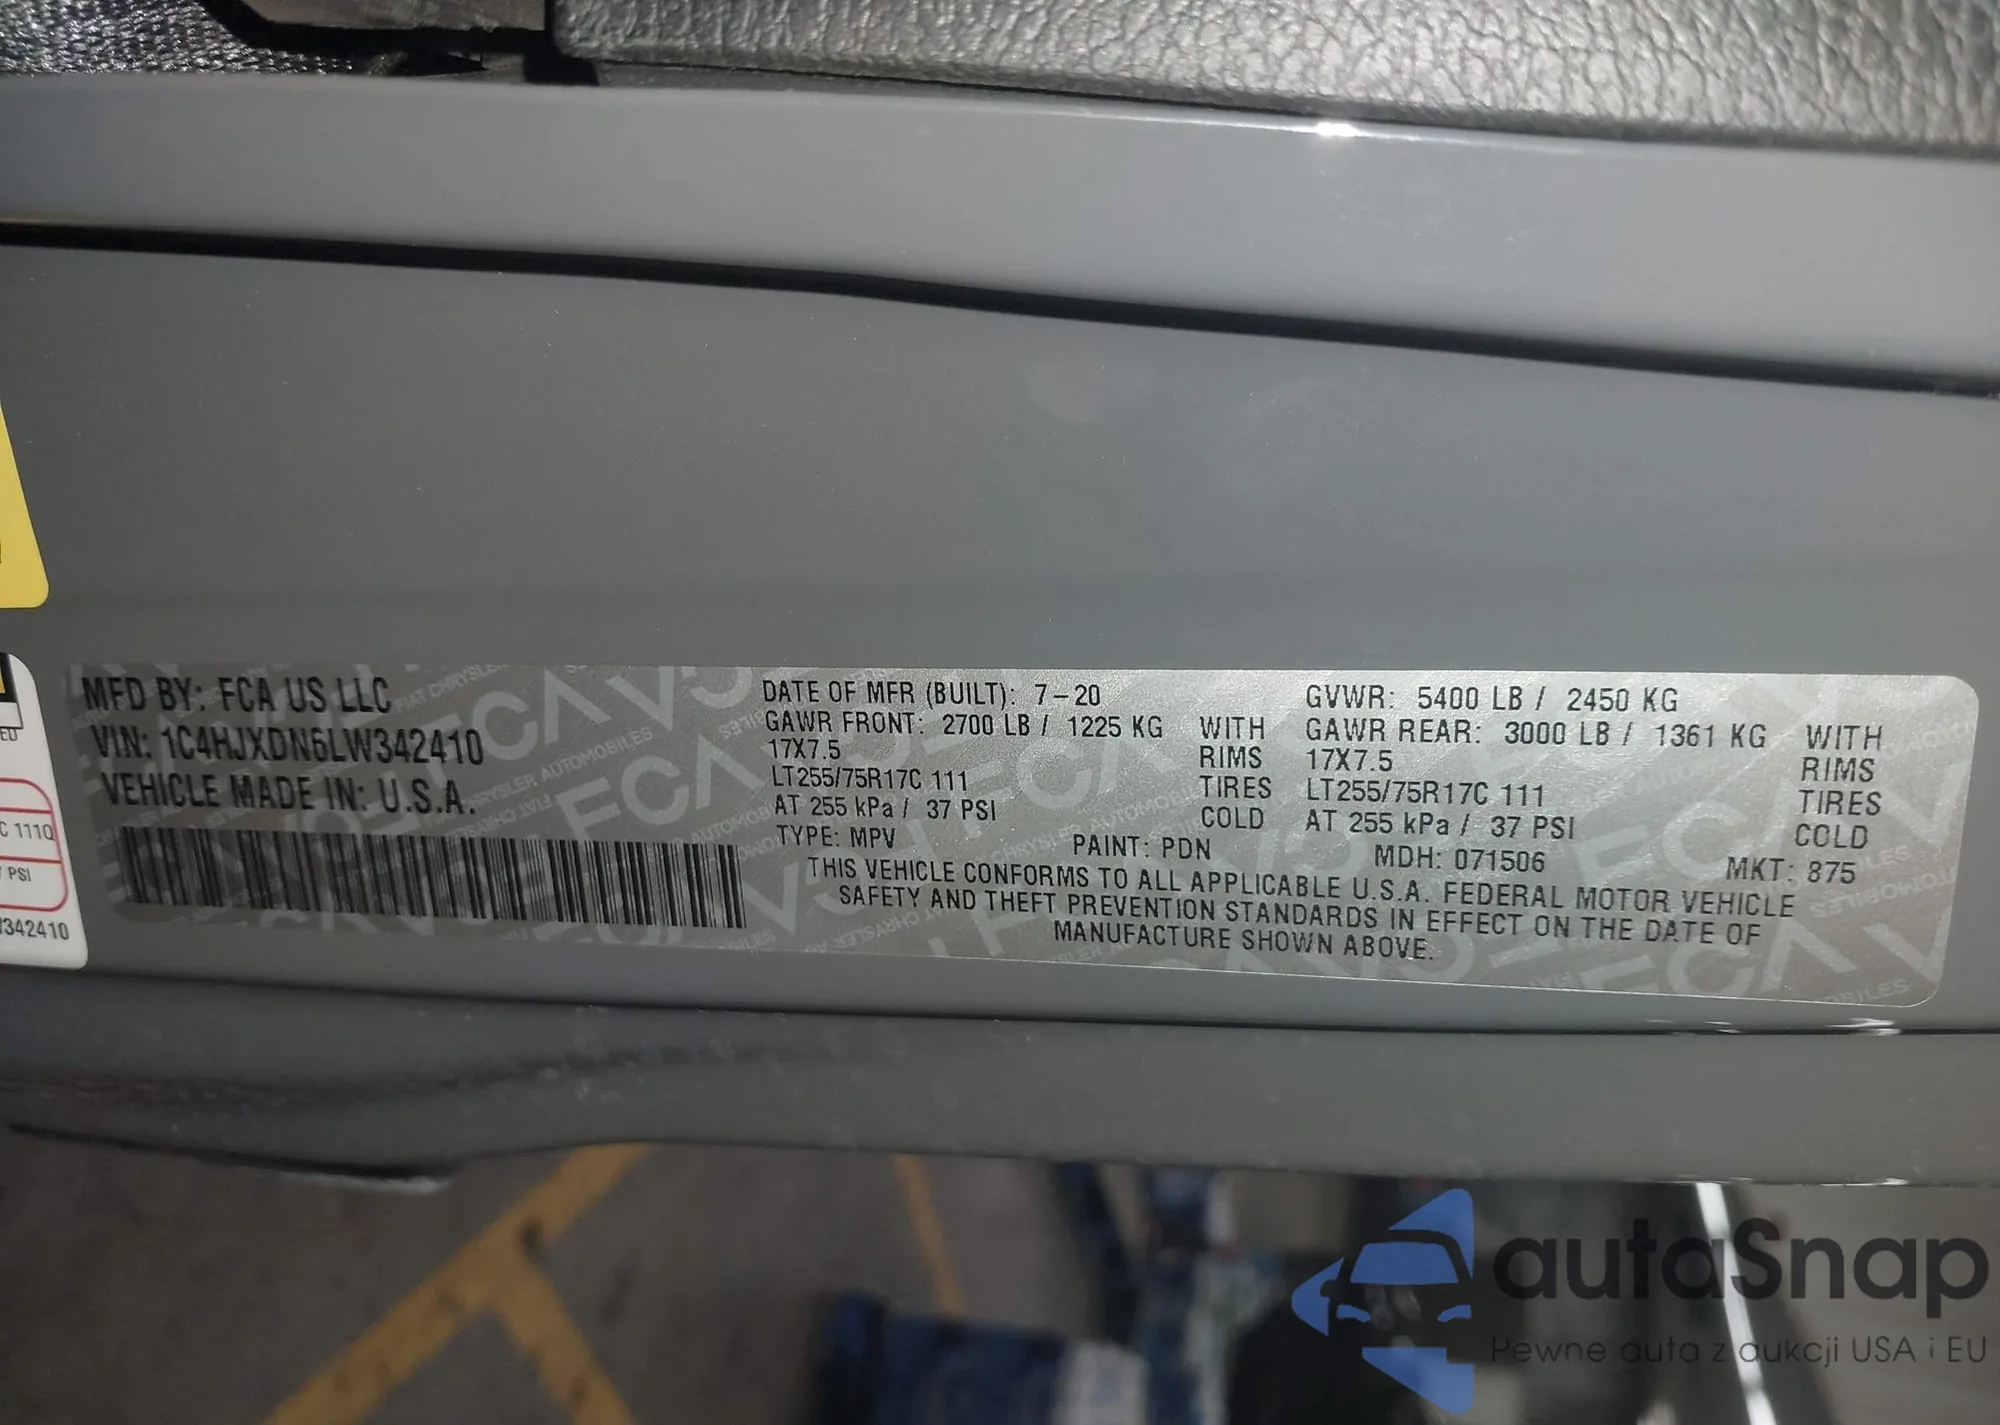 MFD BY: FCA US LLC
VIN: 1C4HJXDN6LW342410
VEHICLE MADE IN: U.S.A.
DATE OF MFR (BUILT): 7-20
GVWR: 5400 LB / 2450 KG
GAWR FRONT: 2700 LB / 1225 KG WITH
17X7.5 RIMS
LT255/75R17C 111 TIRES
AT 255 kPa / 37 PSI COLD
GAWR REAR: 3000 LB / 1361 KG WITH
17X7.5 RIMS
LT255/75R17C 111 TIRES
AT 255 kPa / 37 PSI COLD
TYPE: MPV PAINT: PDN MDH: 071506 MKT: 875
THIS VEHICLE CONFORMS TO ALL APPLICABLE U.S.A. FEDERAL MOTOR VEHICLE
SAFETY AND THEFT PREVENTION STANDARDS IN EFFECT ON THE DATE OF
MANUFACTURE SHOWN ABOVE.
EU
C 111Q
PSI
342410
autaSnap
Pewne auta z aukcji USA i EU